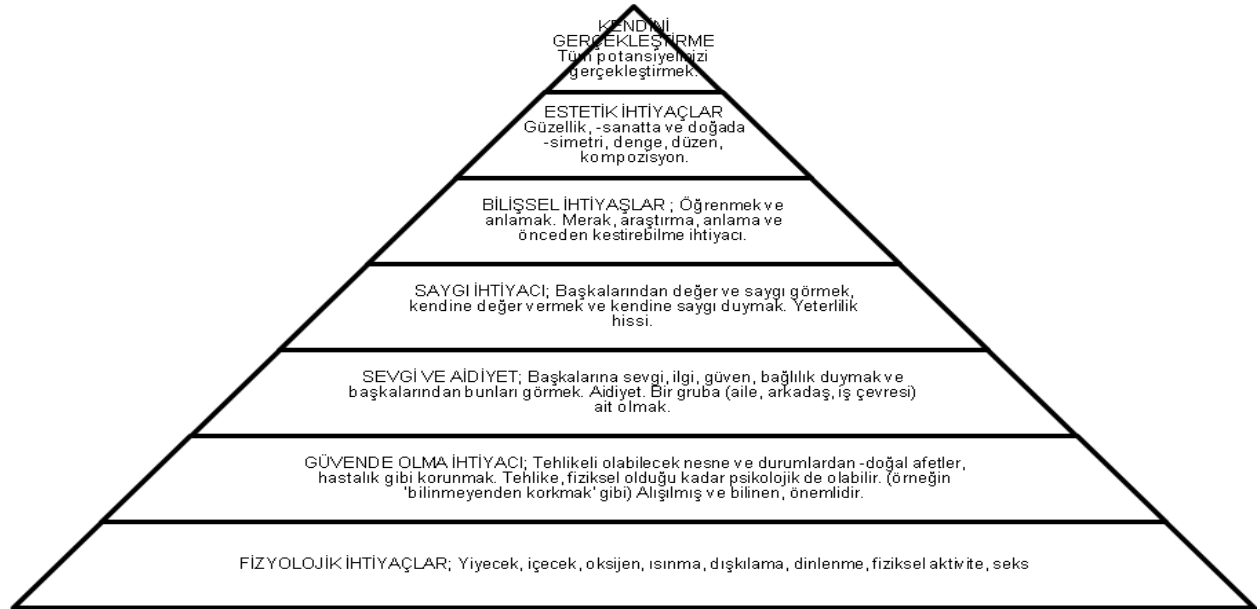 KENDİNİ
GERÇEKLEŞTİRME
Tüm potansiyelimizi
gerçekleştirmek.
ESTETİK İHTİYAÇLAR
Güzellik, -sanatta ve doğada
-simetri, denge, düzen,
kompozisyon.
BİLİŞSEL İHTİYAŞLAR ; Öğrenmek ve
anlamak. Merak, araştırma, anlama ve
önceden kestirebilme ihtiyacı.
SAYGI İHTİYACI; Başkalarından değer ve saygı görmek,
kendine değer vermek ve kendine saygı duymak. Yeterlilik
hissi.
SEVGİ VE AİDİYET; Başkalarına sevgi, ilgi, güven, bağlılık duymak ve
başkalarından bunları görmek. Aidiyet. Bir gruba (aile, arkadaş, iş çevresi)
ait olmak.
GÜVENDE OLMA İHTİYACI; Tehlikeli olabilecek nesne ve durumlardan -doğal afetler,
hastalık gibi korunmak. Tehlike, fiziksel olduğu kadar psikolojik de olabilir. (örneğin
'bilinmeyenden korkmak' gibi) Alışılmış ve bilinen, önemlidir.
FİZYOLOJİK İHTİYAÇLAR; Yiyecek, içecek, oksijen, ısınma, dışkılama, dinlenme, fiziksel aktivite, seks